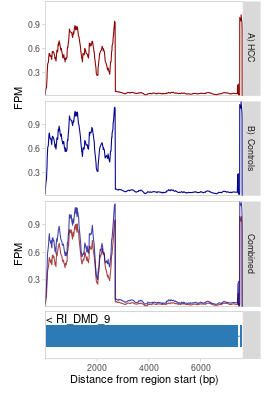 0.9
0.6
0.3
FPM
A) HCC
0.9
0.6
0.3
FPM
B) Controls
0.9
0.6
0.3
FPM
Combined
< RI_DMD_9
2000 4000 6000
Distance from region start (bp)